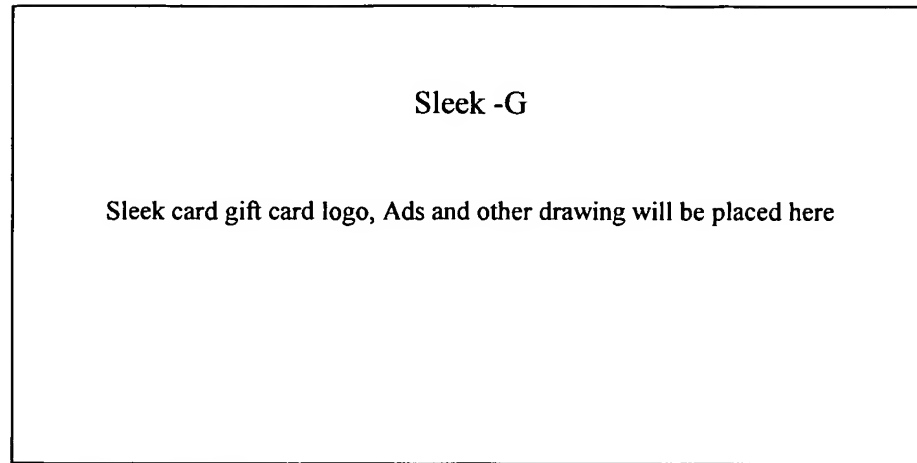 Sleek -G
Sleek card gift card logo, Ads and other drawing will be placed here